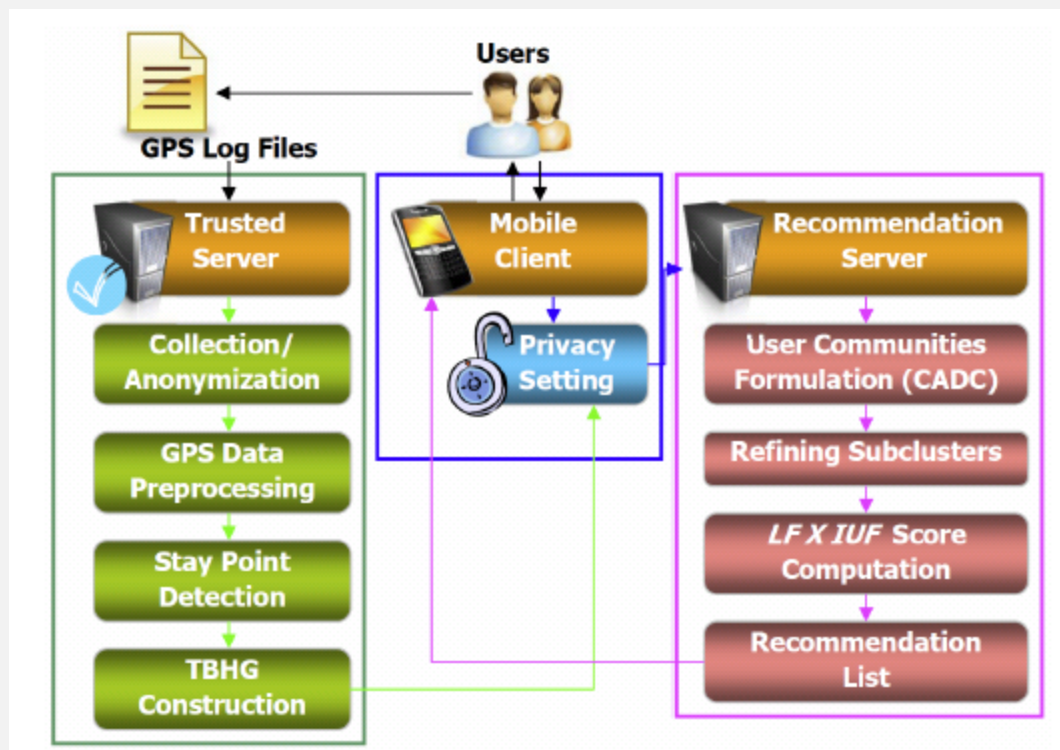 Users
GPS Log Files
Trusted
Server
Collection/
Anonymization
GPS Data
Preprocessing
Stay Point
Detection
TBHG
Construction
Mobile
Client
Privacy
Setting
Recommendation
Server
User Communities
Formulation (CADC)
Refining Subclusters
LF X IUF Score
Computation
Recommendation
List